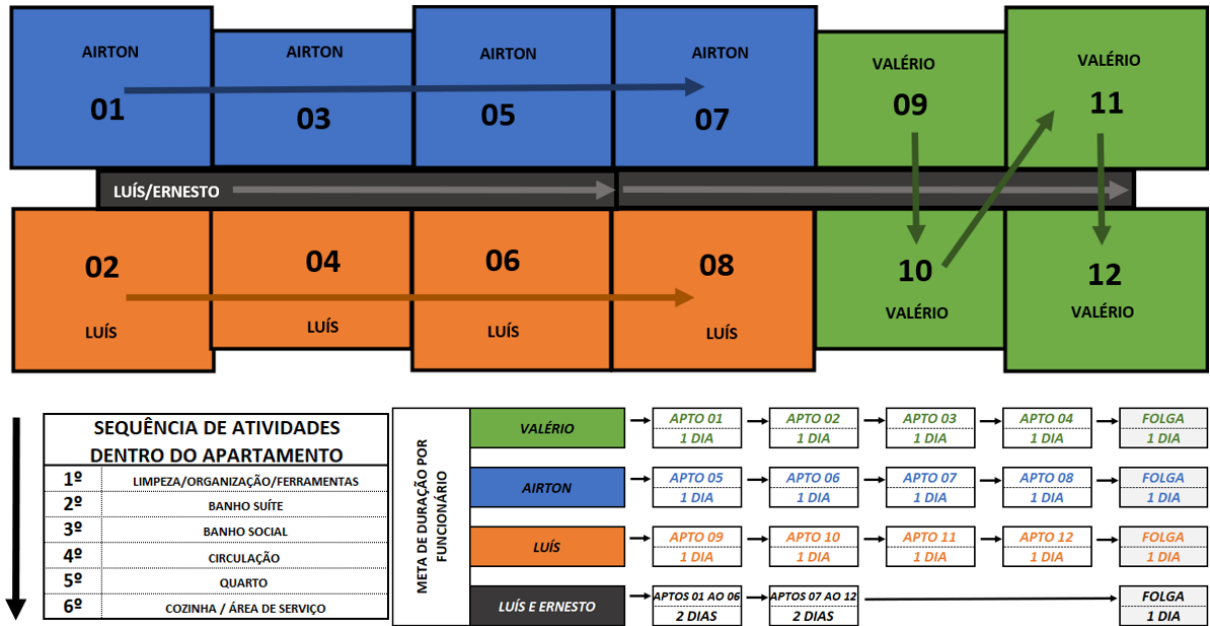 AIRTON
AIRTON
AIRTON
AIRTON
VALÉRIO
VALÉRIO
01
03
05
07
09
11
LUÍS/ERNESTO
02
04
06
08
10
12
LUÍS
LUÍS
LUÍS
LUÍS
VALÉRIO
VALÉRIO
SEQUÊNCIA DE ATIVIDADES
DENTRO DO APARTAMENTO
1º LIMPEZA/ORGANIZAÇÃO/FERRAMENTAS
2º BANHO SUÍTE
3º BANHO SOCIAL
4º CIRCULAÇÃO
5º QUARTO
6º COZINHA / ÁREA DE SERVIÇO
META DE DURAÇÃO POR
FUNCIONÁRIO
VALÉRIO
APTO 01
1 DIA
APTO 02
1 DIA
APTO 03
1 DIA
APTO 04
1 DIA
FOLGA
1 DIA
AIRTON
APTO 05
1 DIA
APTO 06
1 DIA
APTO 07
1 DIA
APTO 08
1 DIA
FOLGA
1 DIA
LUÍS
APTO 09
1 DIA
APTO 10
1 DIA
APTO 11
1 DIA
APTO 12
1 DIA
FOLGA
1 DIA
LUÍS E ERNESTO
APTOS 01 AO 06
2 DIAS
APTOS 07 AO 12
2 DIAS
FOLGA
1 DIA